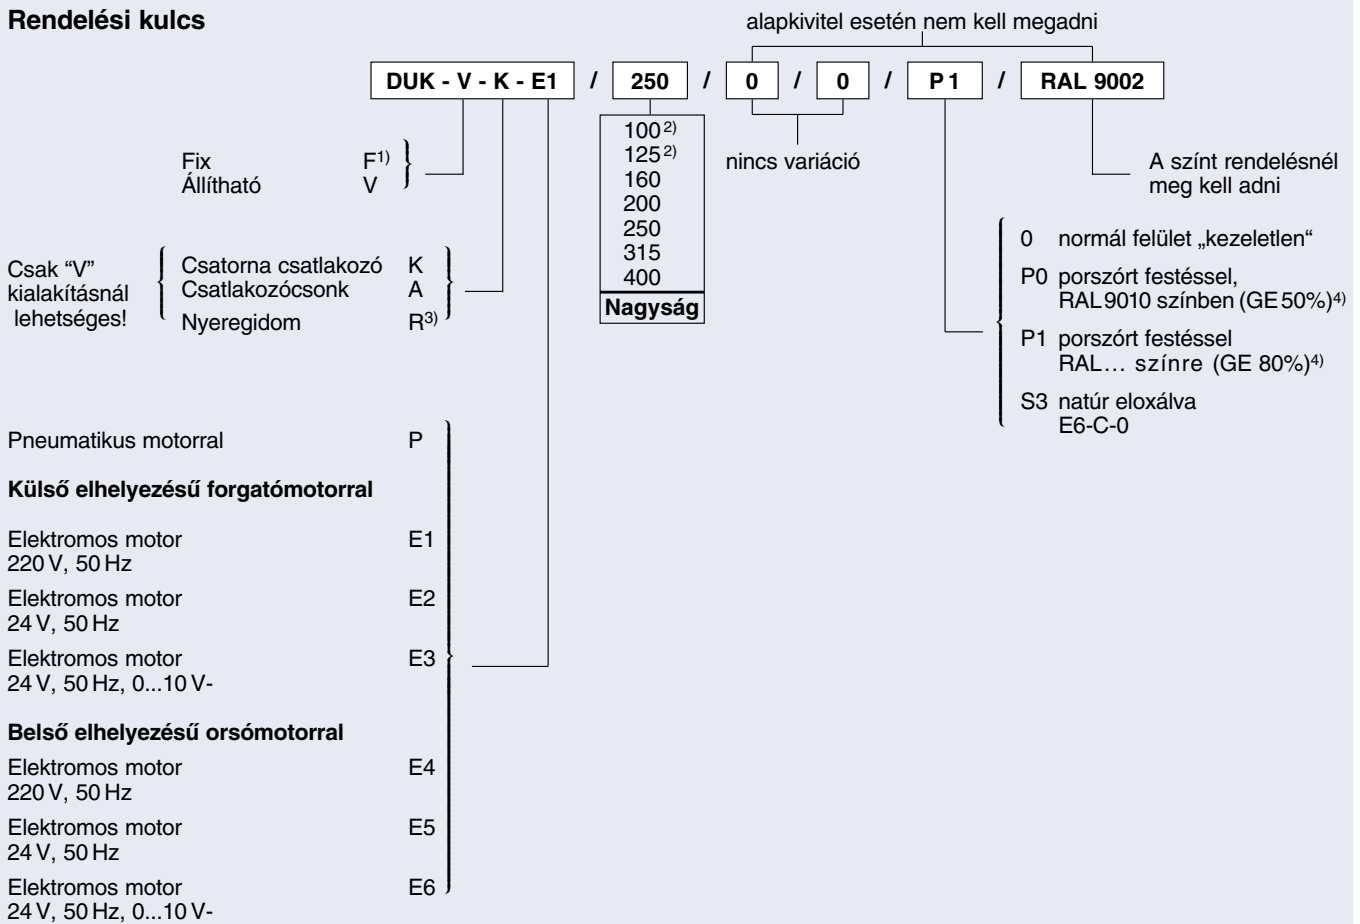 Rendelési kulcs
alapkivitel esetén nem kell megadni
DUK - V - K - E1 / 250 / 0 / 0 / P1 / RAL 9002
100 2)
125 2)
160
200
250
315
400
Nagyság
nincs variáció
A színt rendelésnél
meg kell adni
Fix F1)
Állítható V
Csak “V”
kialakításnál
lehetséges!
Csatorna csatlakozó K
Csatlakozócsonk A
Nyeregidom R3)
0 normál felület „kezeletlen“
P0 porszórt festéssel,
RAL 9010 színben (GE 50%)4)
P1 porszórt festéssel
RAL... színre (GE 80%)4)
S3 natúr eloxálva
E6-C-0
Pneumatikus motorral P
Külső elhelyezésű forgatómotorral
Elektromos motor E1
220 V, 50 Hz
Elektromos motor E2
24 V, 50 Hz
Elektromos motor E3
24 V, 50 Hz, 0...10 V-
Belső elhelyezésű orsómotorral
Elektromos motor E4
220 V, 50 Hz
Elektromos motor E5
24 V, 50 Hz
Elektromos motor E6
24 V, 50 Hz, 0...10 V-